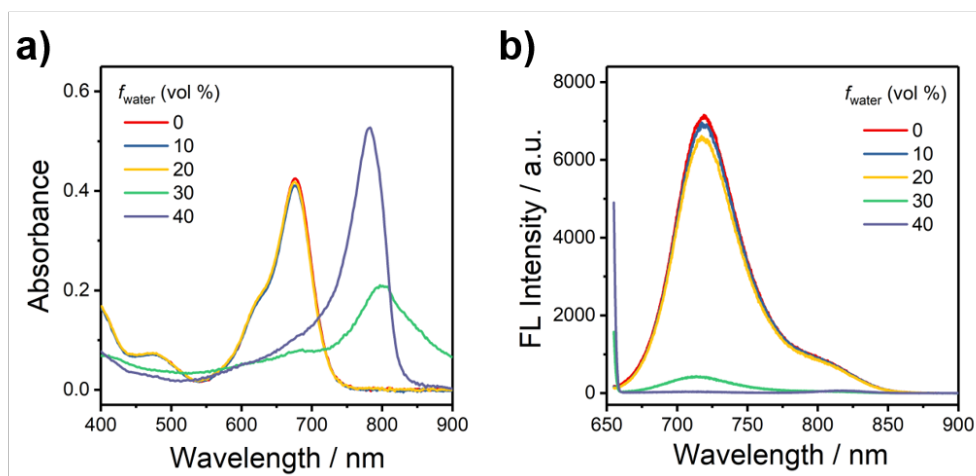 a)
f_water (vol %)
0
10
20
30
40
0.6
0.4
0.2
0.0
Absorbance
400 500 600 700 800 900
Wavelength / nm
b)
f_water (vol %)
0
10
20
30
40
8000
6000
4000
2000
0
FL Intensity / a.u.
650 700 750 800 850 900
Wavelength / nm